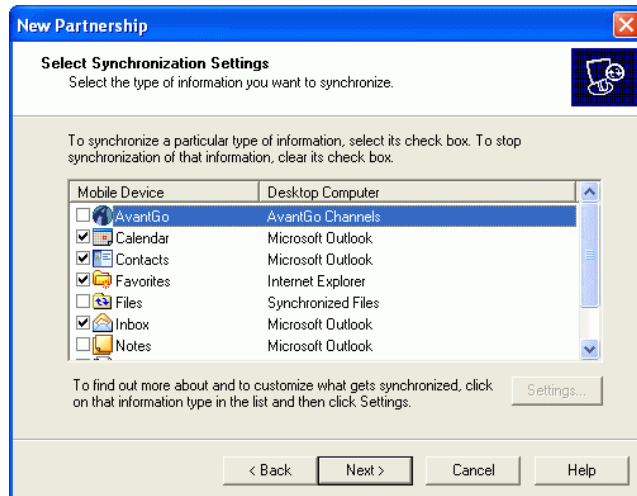 New Partnership
Select Synchronization Settings
Select the type of information you want to synchronize.
To synchronize a particular type of information, select its check box. To stop
synchronization of that information, clear its check box.
Mobile Device Desktop Computer
AvantGo AvantGo Channels
Calendar Microsoft Outlook
Contacts Microsoft Outlook
Favorites Internet Explorer
Files Synchronized Files
Inbox Microsoft Outlook
Notes Microsoft Outlook
To find out more about and to customize what gets synchronized, click
on that information type in the list and then click Settings.
Settings...
< Back Next > Cancel Help